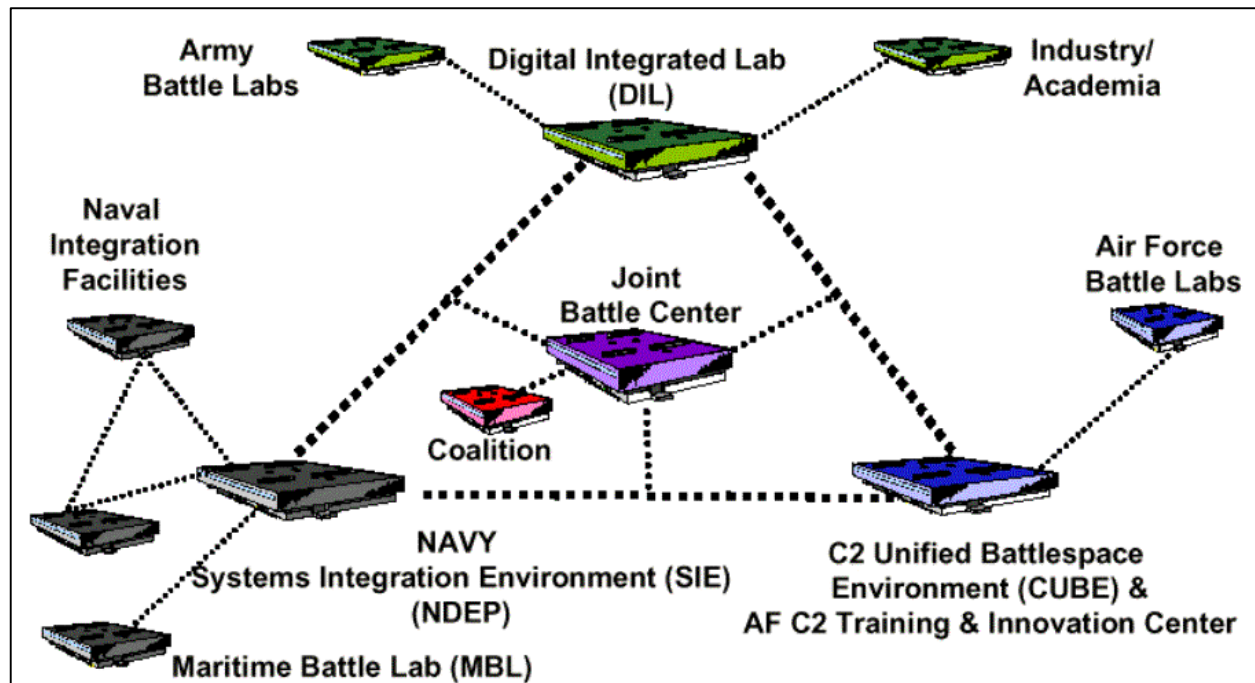 Army
Battle Labs
Digital Integrated Lab
(DIL)
Industry/
Academia
Naval
Integration
Facilities
Joint
Battle Center
Air Force
Battle Labs
Coalition
NAVY
Systems Integration Environment (SIE)
(NDEP)
C2 Unified Battlespace
Environment (CUBE) &
AF C2 Training & Innovation Center
Maritime Battle Lab (MBL)